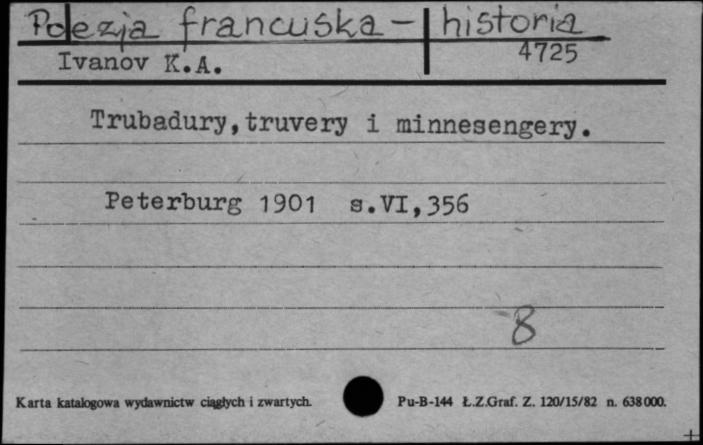 Poezja francuska - historia
Ivanov K.A. 4725
Trubadury, truvery i minnesengery.
Peterburg 1901 s.VI,356
8
Karta katalogowa wydawnictw ciągłych i zwartych. Pu-B-144 Ł.Z.Graf. Z. 120/15/82 n. 638000.